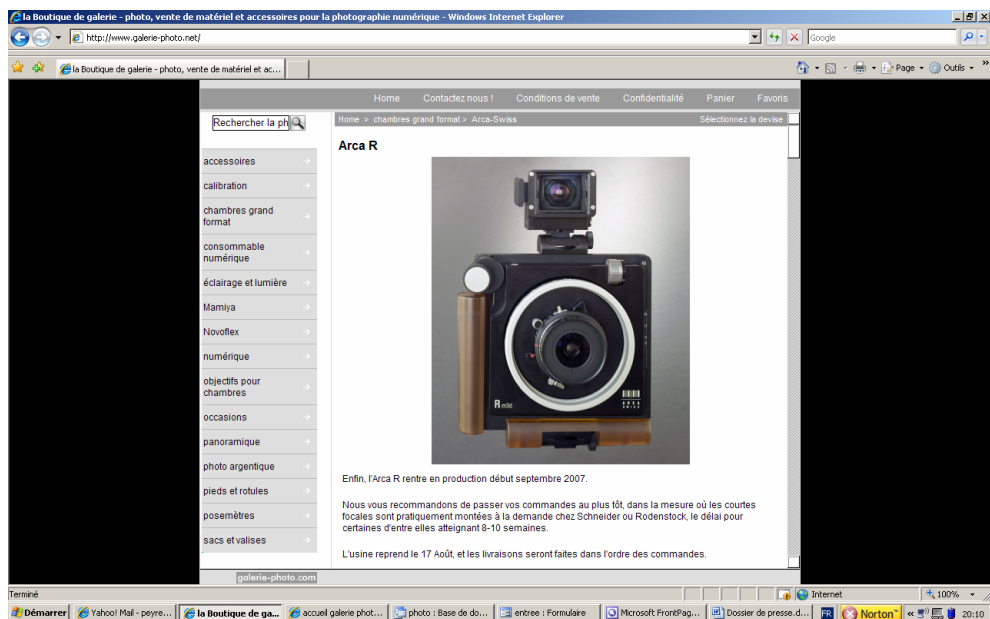 la Boutique de galerie - photo, vente de matériel et accessoires pour la photographie numérique - Windows Internet Explorer
http://www.galerie-photo.net/
Google
la Boutique de galerie - photo, vente de matériel et ac...
Page
Outils
»
Home Contactez nous ! Conditions de vente Confidentialité Panier Favoris
Rechercher la ph
Home > chambres grand format > Arca-Swiss
Sélectionnez la devise
Arca R
accessoires
calibration
chambres grand
format
consommable
numérique
éclairage et lumière
Mamiya
Novoflex
numérique
objectifs pour
chambres
occasions
panoramique
photo argentique
pieds et rotules
posemètres
sacs et valises
R m3d
ARCA
SWISS
Enfin, l'Arca R rentre en production début septembre 2007.
Nous vous recommandons de passer vos commandes au plus tôt, dans la mesure où les courtes
focales sont pratiquement montées à la demande chez Schneider ou Rodenstock, le délai pour
certaines d'entre elles atteignant 8-10 semaines.
L'usine reprend le 17 Août, et les livraisons seront faites dans l'ordre des commandes.
galerie-photo.com
Terminé
Internet
100%
Démarrer
Yahoo! Mail - peyre...
la Boutique de ga...
accueil galerie phot...
photo : Base de do...
entree : Formulaire
Microsoft FrontPag...
Dossier de presse.d...
FR
Norton™
«
20:10